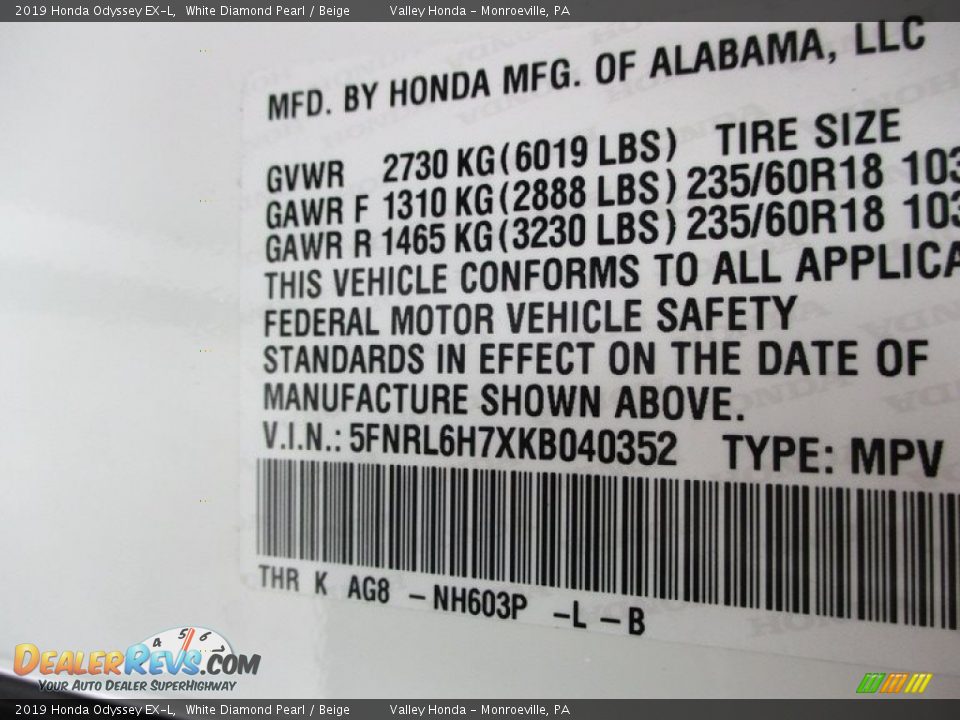 2019 Honda Odyssey EX-L, White Diamond Pearl / Beige Valley Honda - Monroeville, PA
MFD. BY HONDA MFG. OF ALABAMA, LLC
GVWR 2730 KG (6019 LBS) TIRE SIZE
GAWR F 1310 KG (2888 LBS) 235/60R18 103
GAWR R 1465 KG (3230 LBS) 235/60R18 103
THIS VEHICLE CONFORMS TO ALL APPLICA
FEDERAL MOTOR VEHICLE SAFETY
STANDARDS IN EFFECT ON THE DATE OF
MANUFACTURE SHOWN ABOVE.
V.I.N.: 5FNRL6H7XKB040352 TYPE: MPV
THR K AG8 -NH603P -L -B
4 5 6
DEALERREVS.COM
YOUR AUTO DEALER SUPERHIGHWAY
2019 Honda Odyssey EX-L, White Diamond Pearl / Beige Valley Honda - Monroeville, PA